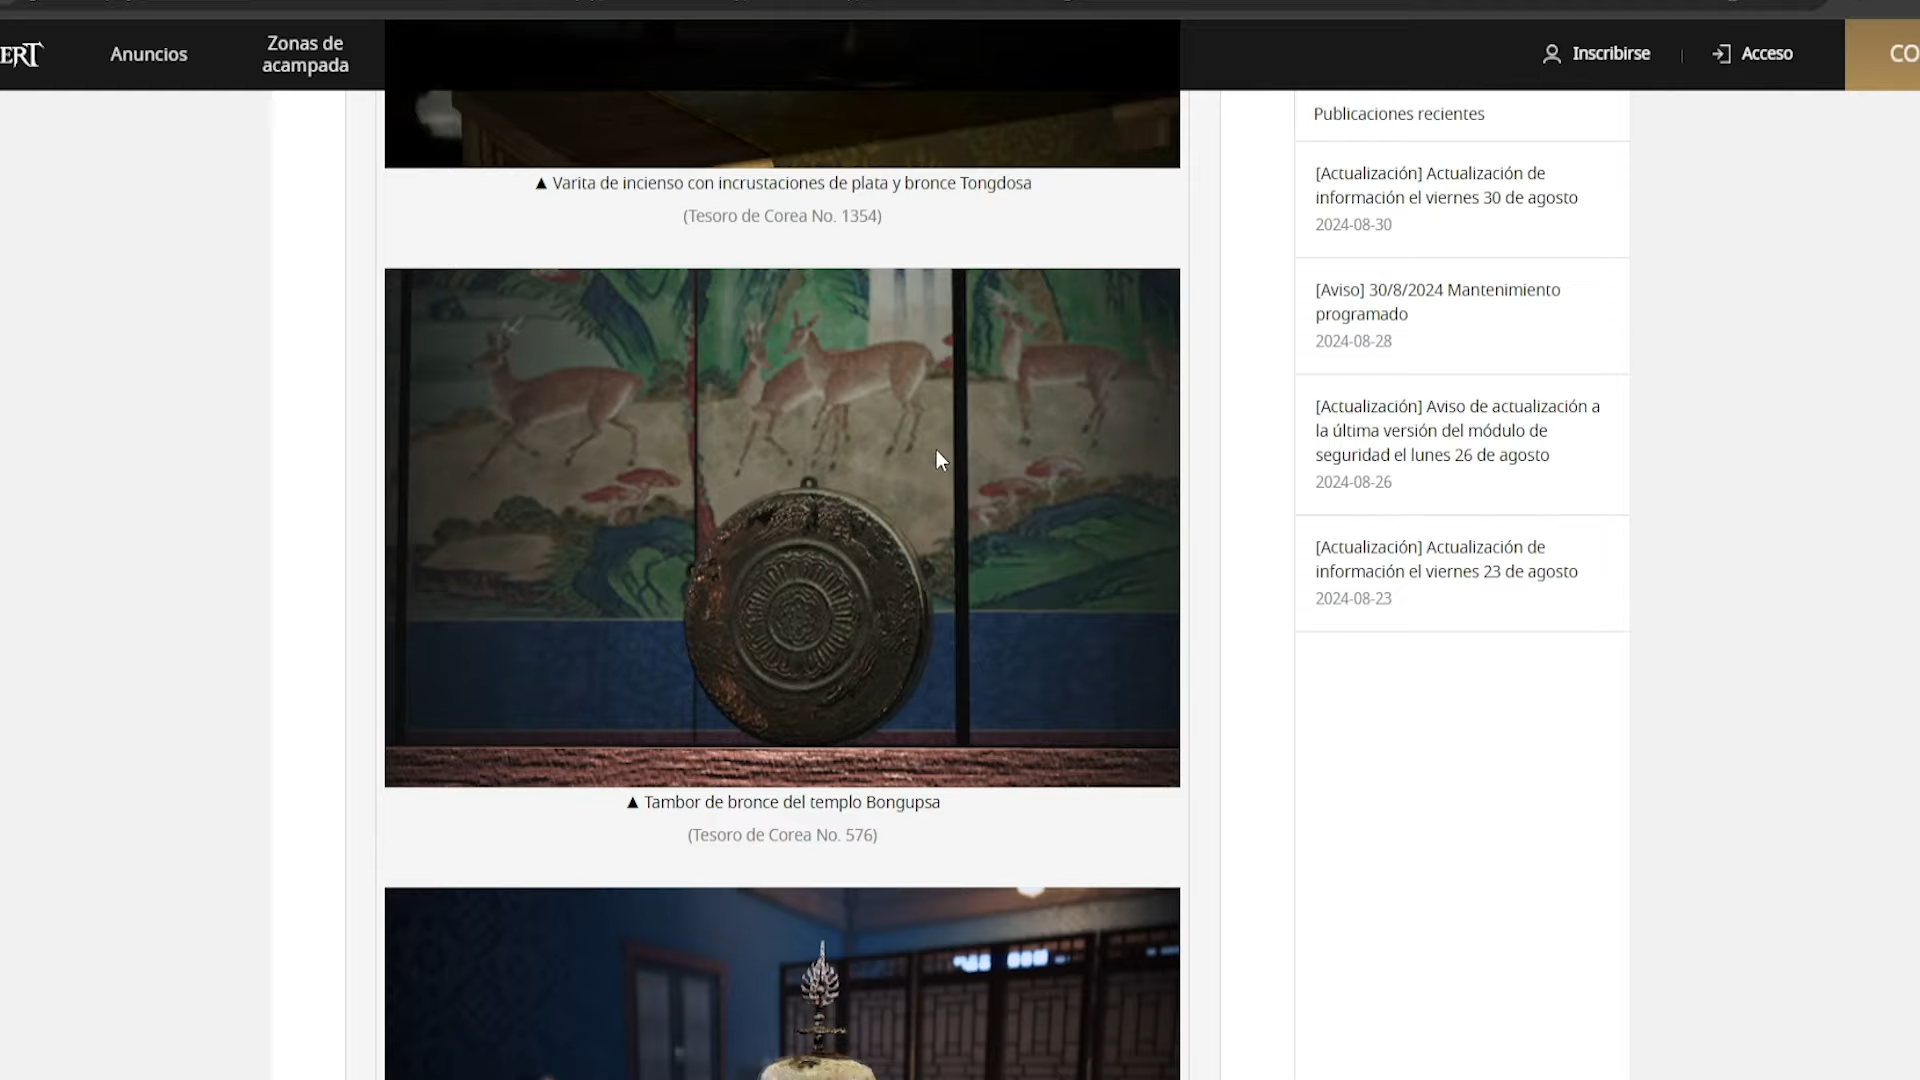 ERT
Anuncios
Zonas de
acampada
Inscribirse
Acceso
CO
▲ Varita de incienso con incrustaciones de plata y bronce Tongdosa
(Tesoro de Corea No. 1354)
▲ Tambor de bronce del templo Bongupsa
(Tesoro de Corea No. 576)
Publicaciones recientes
[Actualización] Actualización de
información el viernes 30 de agosto
2024-08-30
[Aviso] 30/8/2024 Mantenimiento
programado
2024-08-28
[Actualización] Aviso de actualización a
la última versión del módulo de
seguridad el lunes 26 de agosto
2024-08-26
[Actualización] Actualización de
información el viernes 23 de agosto
2024-08-23